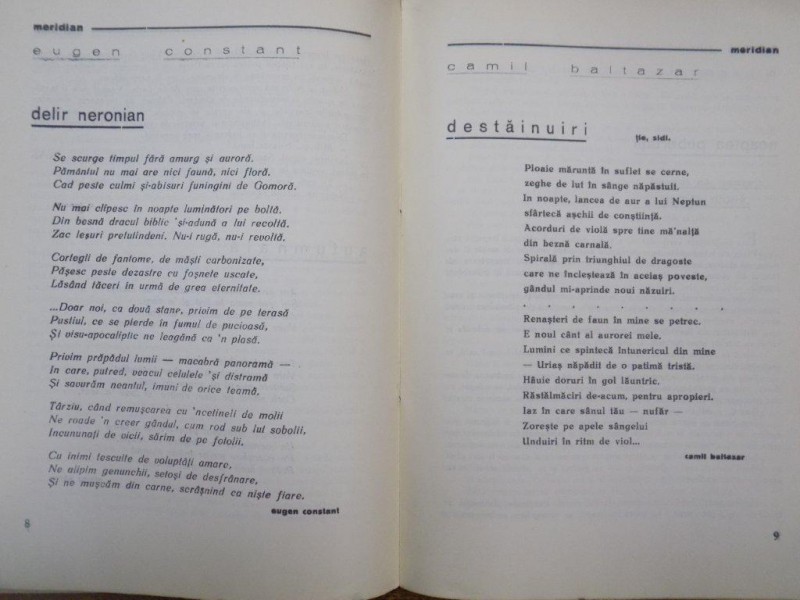 meridian
eugen constant
delir neronian
Se scurge timpul fără amurg și auroră.
Pământul nu mai are nici faună, nici floră.
Cad peste culmi și-abisuri funingini de Gomoră.
Nu mai clipesc în noapte luminători pe boltă.
Din besnă dracul biblic 'și-adună a lui recoltă.
Zac leșuri pretutindeni. Nu-i rugă, nu-i revoltă.
Cortegii de fantome, de măști carbonizate,
Pășesc peste dezastre cu foșnete uscate,
Lăsând tăceri în urmă de grea eternitate.
...Doar noi, ca două stane, privim de pe terasă
Pustiul, ce se pierde în fumul de pucioasă,
Și visu-apocaliptic ne leagănă ca 'n plasă.
Privim prăpădul lumii — macabră panoramă —
In care, putred, veacul celulele 'și distramă
Și savurăm neantul, imuni de orice teamă.
Târziu, când remușcarea cu 'ncetineli de molii
Ne roade 'n creer gândul, cum rod sub lut sobolii,
Incununați de vicii, sărim de pe fotolii.
Cu inimi tescuite de voluptăți amare,
Ne alipim genunchii, setoși de desfrânare,
Și ne mușcăm din carne, scrâșnind ca niște fiare.
eugen constant
8
meridian
camil baltazar
destăinuiri
ție, sidi.
Ploaie măruntă în suflet se cerne,
zeghe de lut în sânge năpăstuit.
In noapte, lancea de aur a lui Neptun
sfârtecă așchii de conștiință.
Acorduri de violă spre tine mă'nalță
din beznă carnală.
Spirală prin triunghiul de dragoste
care ne încleștează în aceiaș poveste,
gândul mi-aprinde noui năzuiri.
. . . . . . . . . . .
Renașteri de faun în mine se petrec.
E noul cânt al aurorei mele.
Lumini ce spintecă întunericul din mine
— Uriaș năpădit de o patimă tristă.
Hăuie doruri în gol lăuntric.
Răstălmăciri de-acum, pentru apropieri.
Iaz în care sânul tău — nufăr —
Zorește pe apele sângelui
Unduiri în ritm de viol...
camil baltazar
9